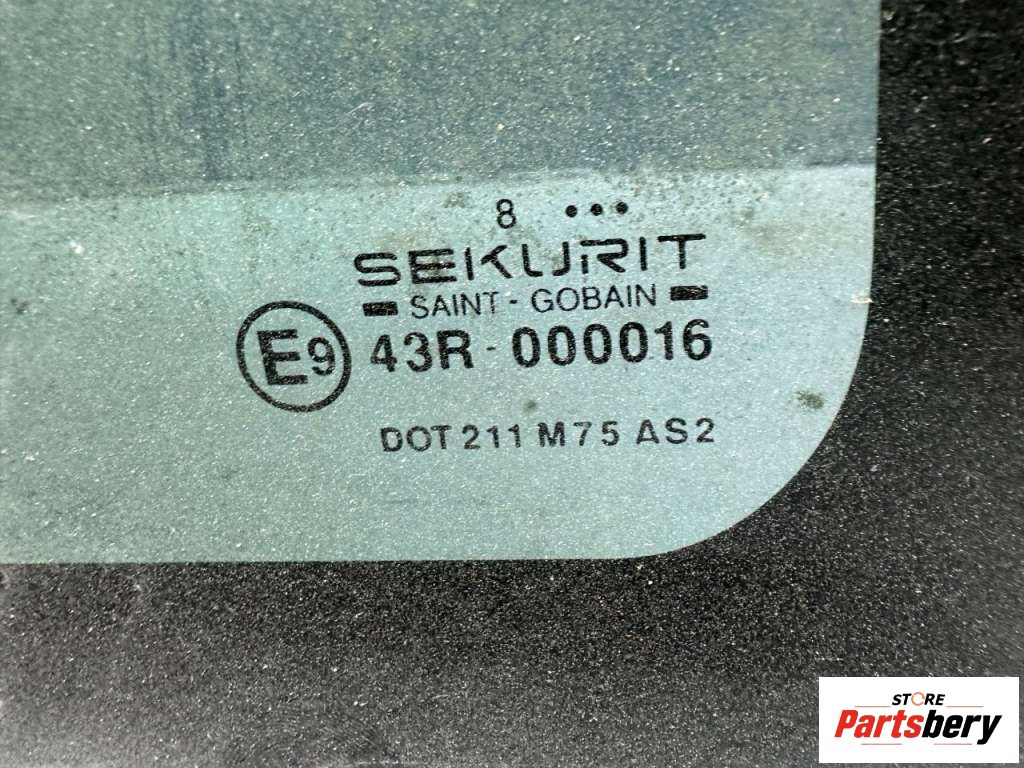 8 •••
SEKURIT
SAINT - GOBAIN
E9 43R - 000016
DOT 211 M75 AS2
STORE
Partsbery